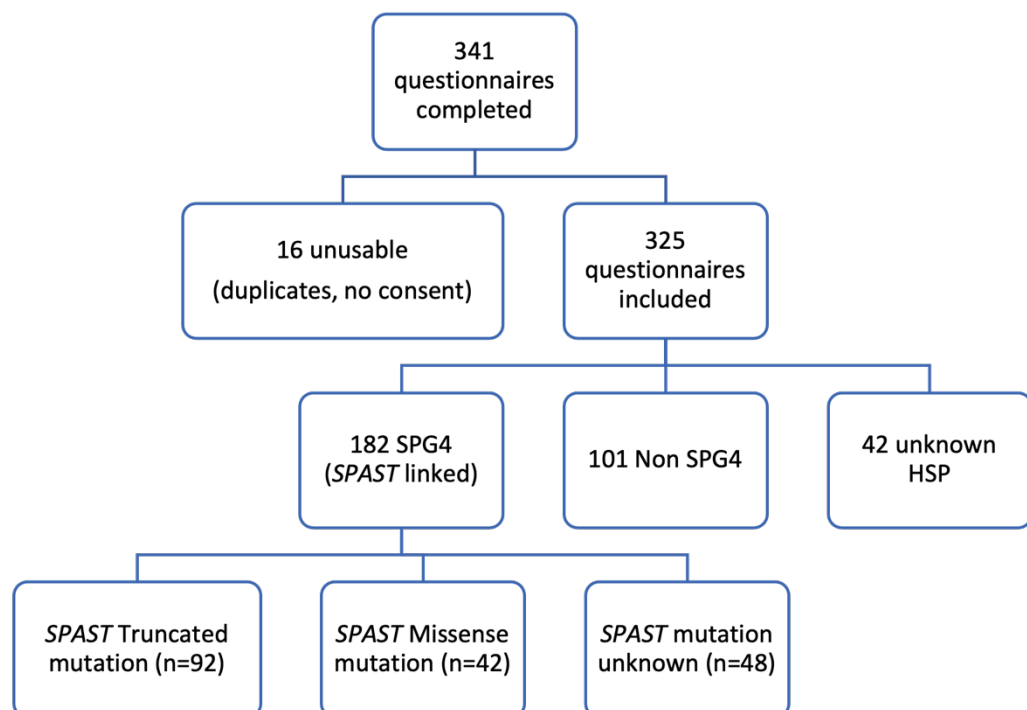 341
questionnaires
completed
16 unusable
(duplicates, no consent)
325
questionnaires
included
182 SPG4
(SPAST linked)
101 Non SPG4
42 unknown
HSP
SPAST Truncated
mutation (n=92)
SPAST Missense
mutation (n=42)
SPAST mutation
unknown (n=48)